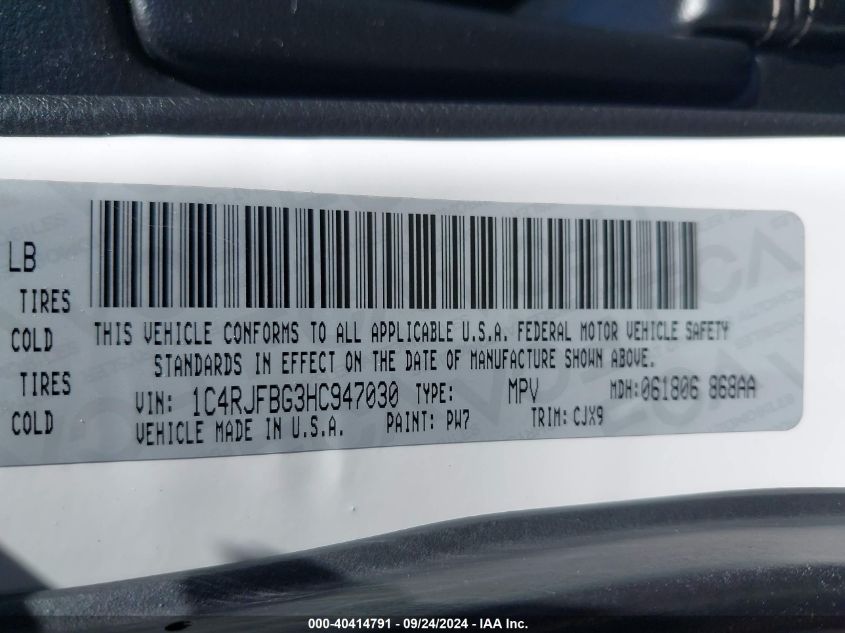 LB
TIRES
COLD
TIRES
COLD
THIS VEHICLE CONFORMS TO ALL APPLICABLE U.S.A. FEDERAL MOTOR VEHICLE SAFETY
STANDARDS IN EFFECT ON THE DATE OF MANUFACTURE SHOWN ABOVE.
VIN: 1C4RJFBG3HC947030 TYPE: MPV MDH:061806 868AA
VEHICLE MADE IN U.S.A. PAINT: PW7 TRIM: CJX9
000-40414791 - 09/24/2024 - IAA Inc.